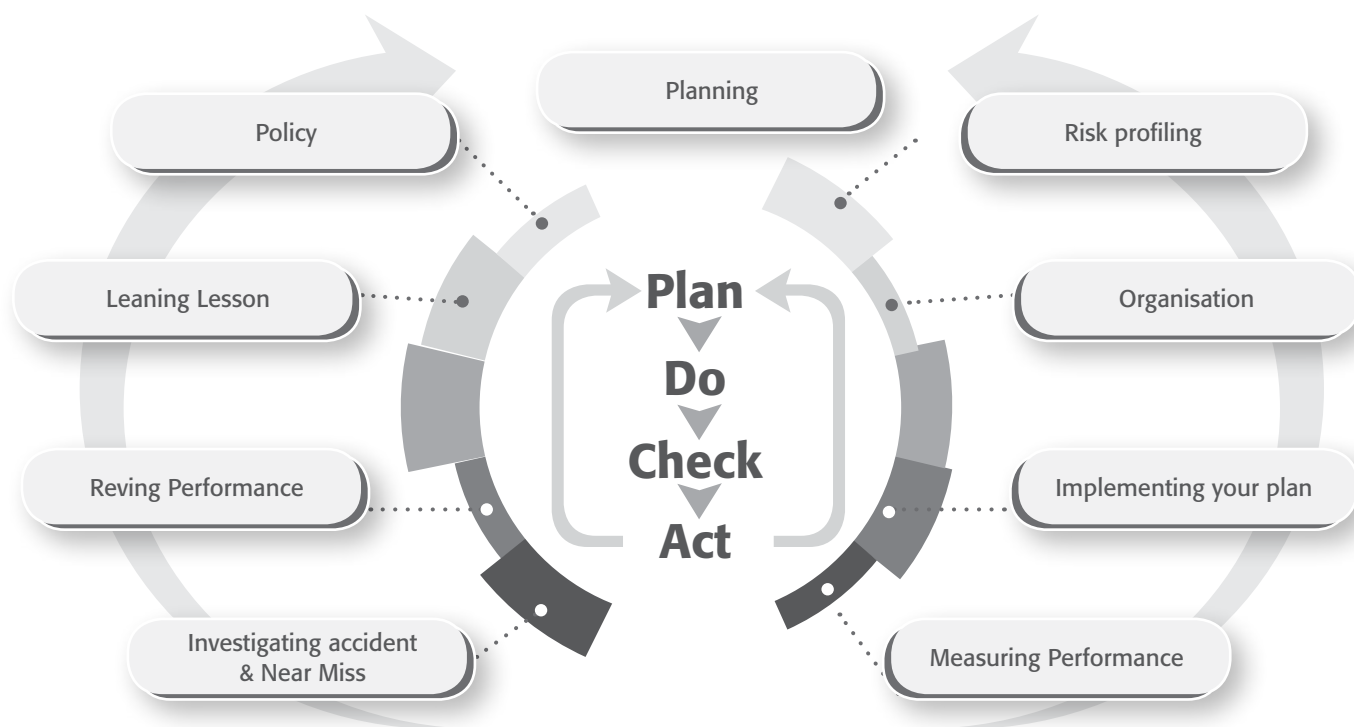 Planning
Policy
Risk profiling
Leaning Lesson
Organisation
Plan
Do
Check
Act
Reving Performance
Implementing your plan
Investigating accident
& Near Miss
Measuring Performance